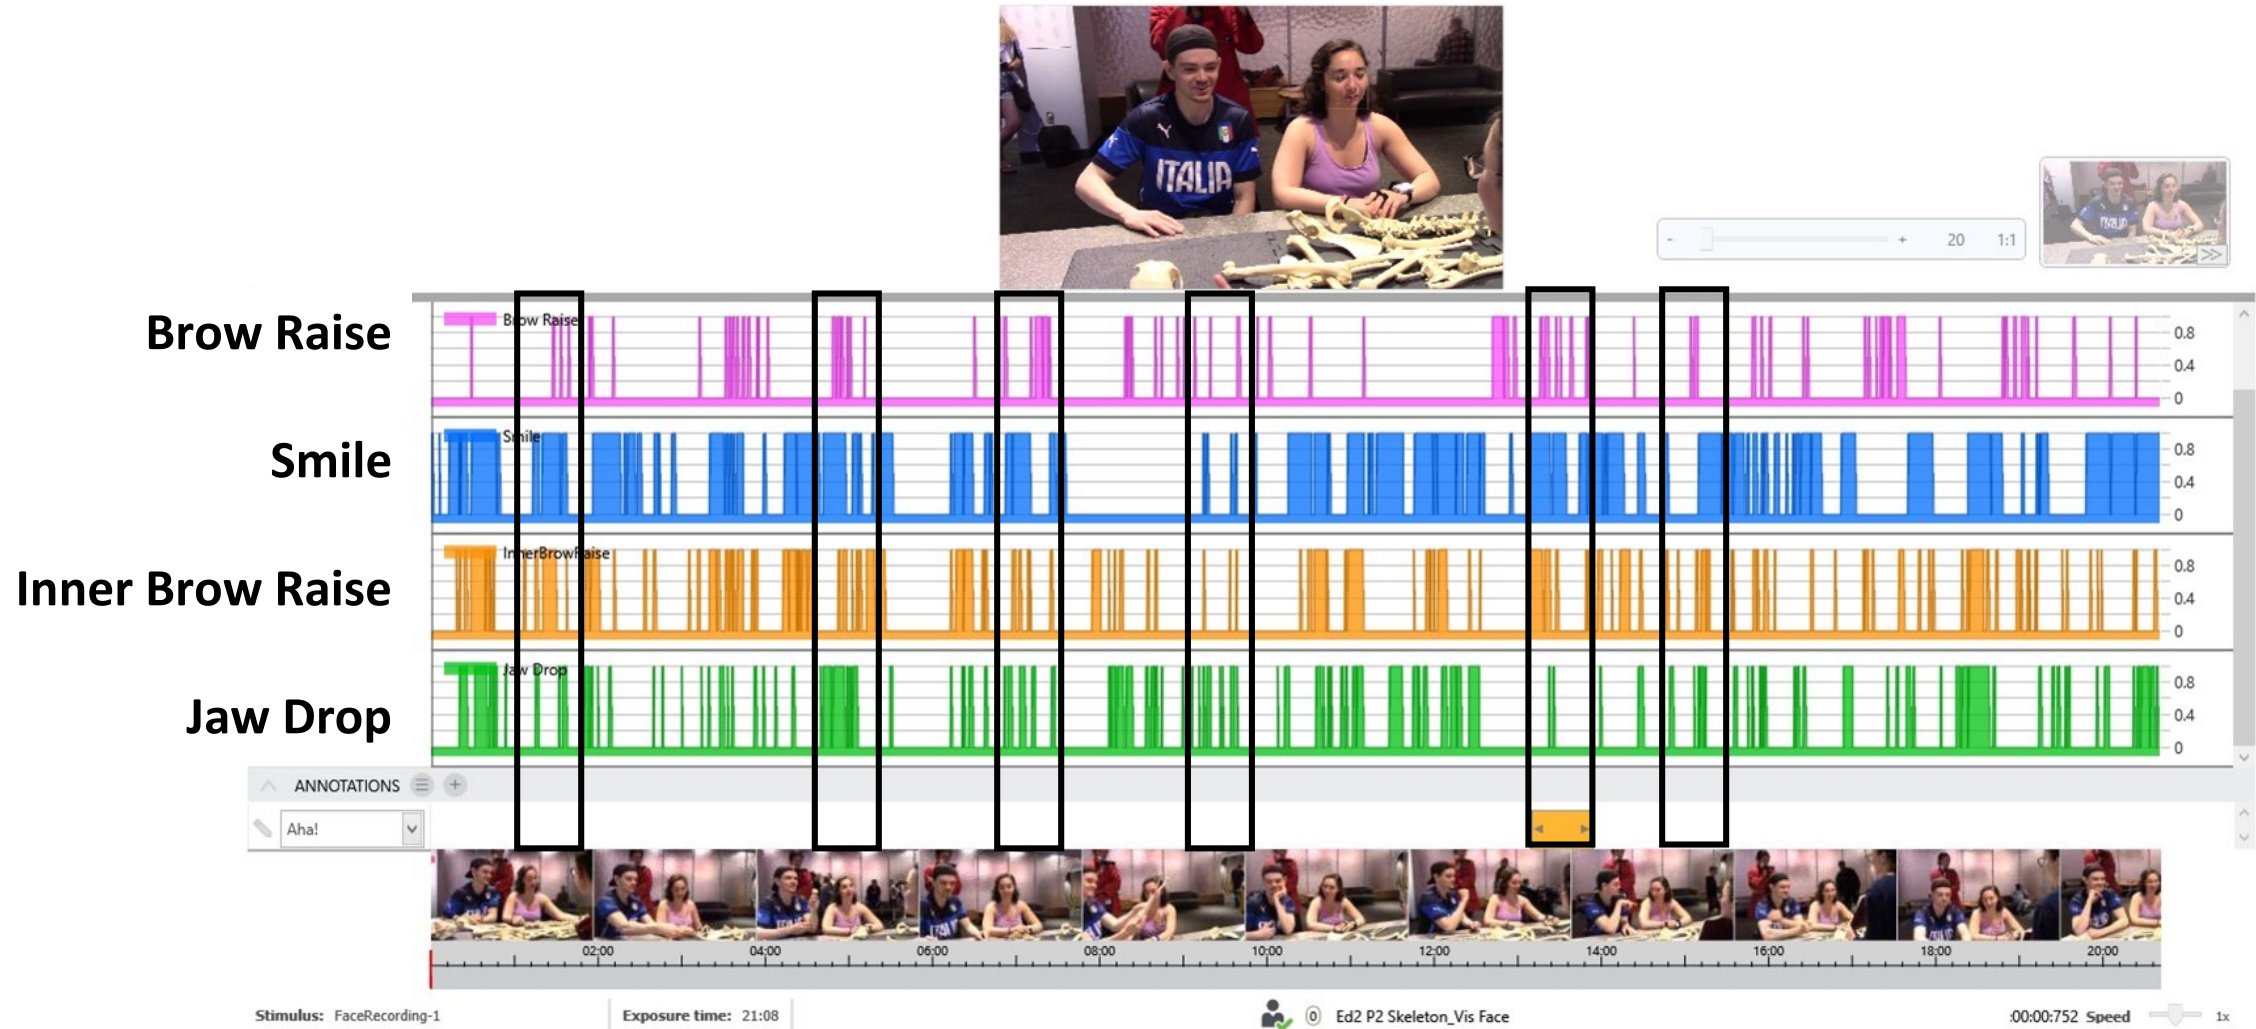 ITALIA
- + 20 1:1
>>
Brow Raise
Brow Raise
0.8
0.4
0
Smile
Smile
0.8
0.4
0
Inner Brow Raise
InnerBrowRaise
0.8
0.4
0
Jaw Drop
Jaw Drop
0.8
0.4
0
ANNOTATIONS
Aha!
02:00 04:00 06:00 08:00 10:00 12:00 14:00 16:00 18:00 20:00
Stimulus: FaceRecording-1 Exposure time: 21:08 0 Ed2 P2 Skeleton_Vis Face :00:00:752 Speed 1x